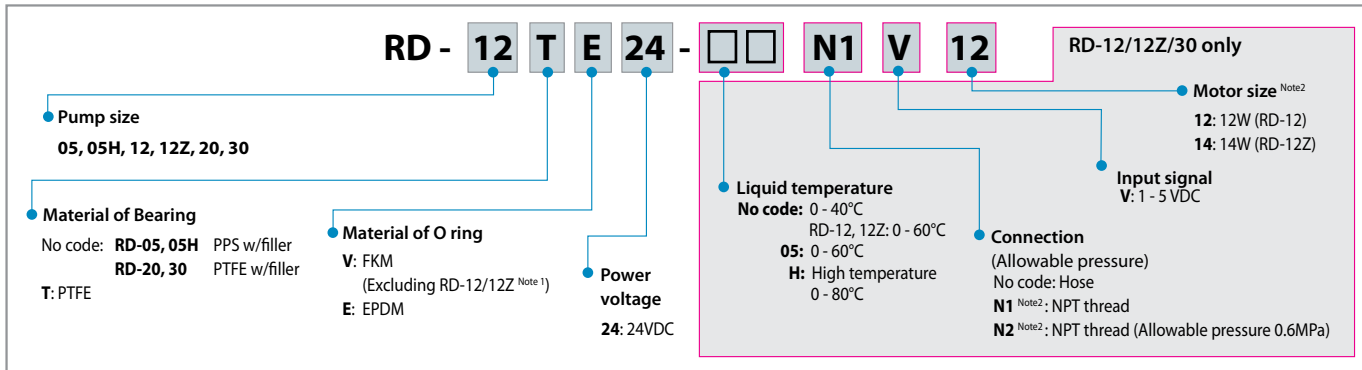 RD - 12 T E 24 - □□ N1 V 12
RD-12/12Z/30 only
Pump size
05, 05H, 12, 12Z, 20, 30
Material of Bearing
No code: RD-05, 05H PPS w/filler
RD-20, 30 PTFE w/filler
T: PTFE
Material of O ring
V: FKM
(Excluding RD-12/12Z Note 1)
E: EPDM
Power
voltage
24: 24VDC
Liquid temperature
No code: 0 - 40°C
RD-12, 12Z: 0 - 60°C
05: 0 - 60°C
H: High temperature
0 - 80°C
Connection
(Allowable pressure)
No code: Hose
N1 Note2 : NPT thread
N2 Note2 : NPT thread (Allowable pressure 0.6MPa)
Input signal
V: 1 - 5 VDC
Motor size Note2
12: 12W (RD-12)
14: 14W (RD-12Z)